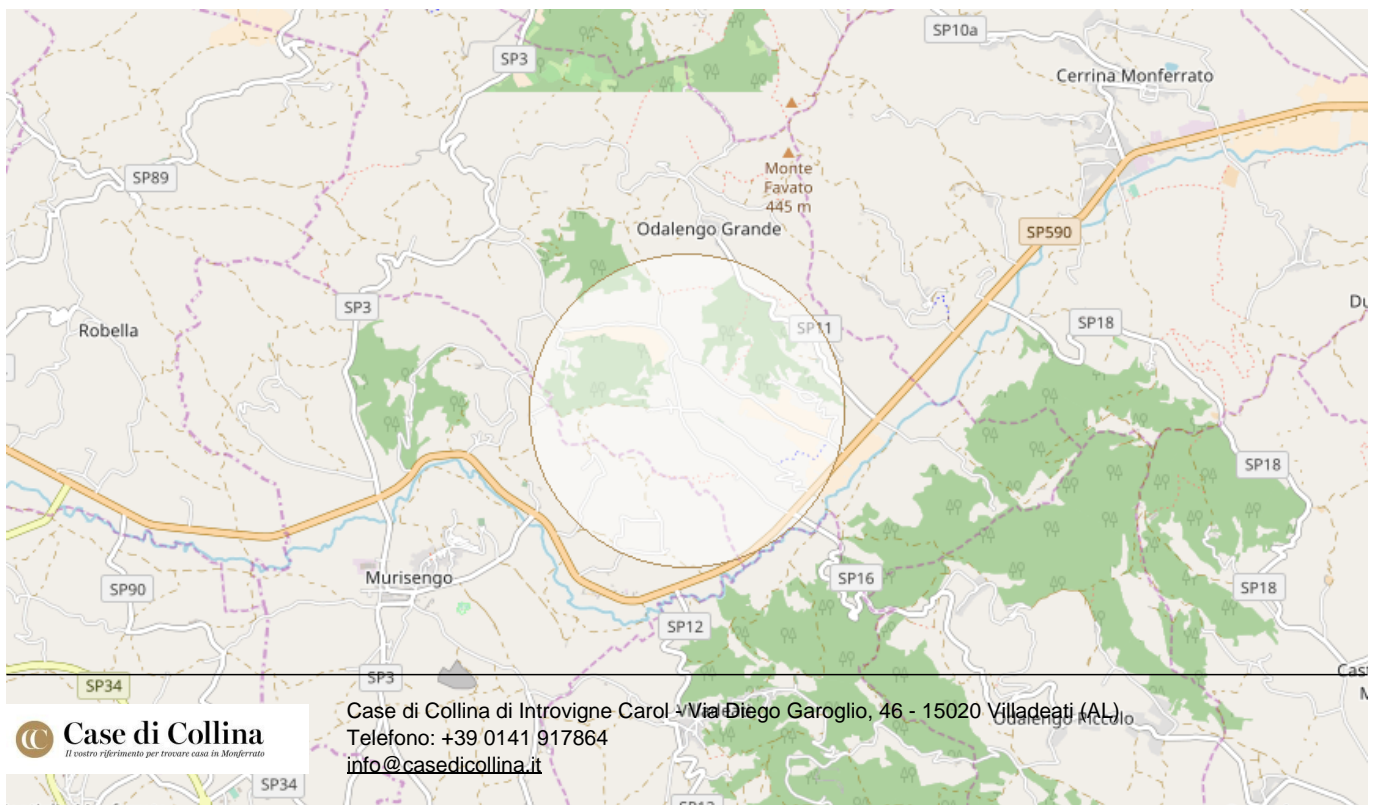 SP10a
SP3
Cerrina Monferrato
SP89
Monte
Favato
445 m
Odalengo Grande
SP590
SP3
SP11
SP18
Robella
SP18
Murisengo
SP16
SP90
SP18
SP12
SP3
SP34
Case di Collina
Il vostro riferimento per trovare casa in Monferrato
Case di Collina di Introvigne Carol - Via Diego Garoglio, 46 - 15020 Villadeati (AL)
Odalengo Piccolo
Telefono: +39 0141 917864
info@casedicollina.it
SP34